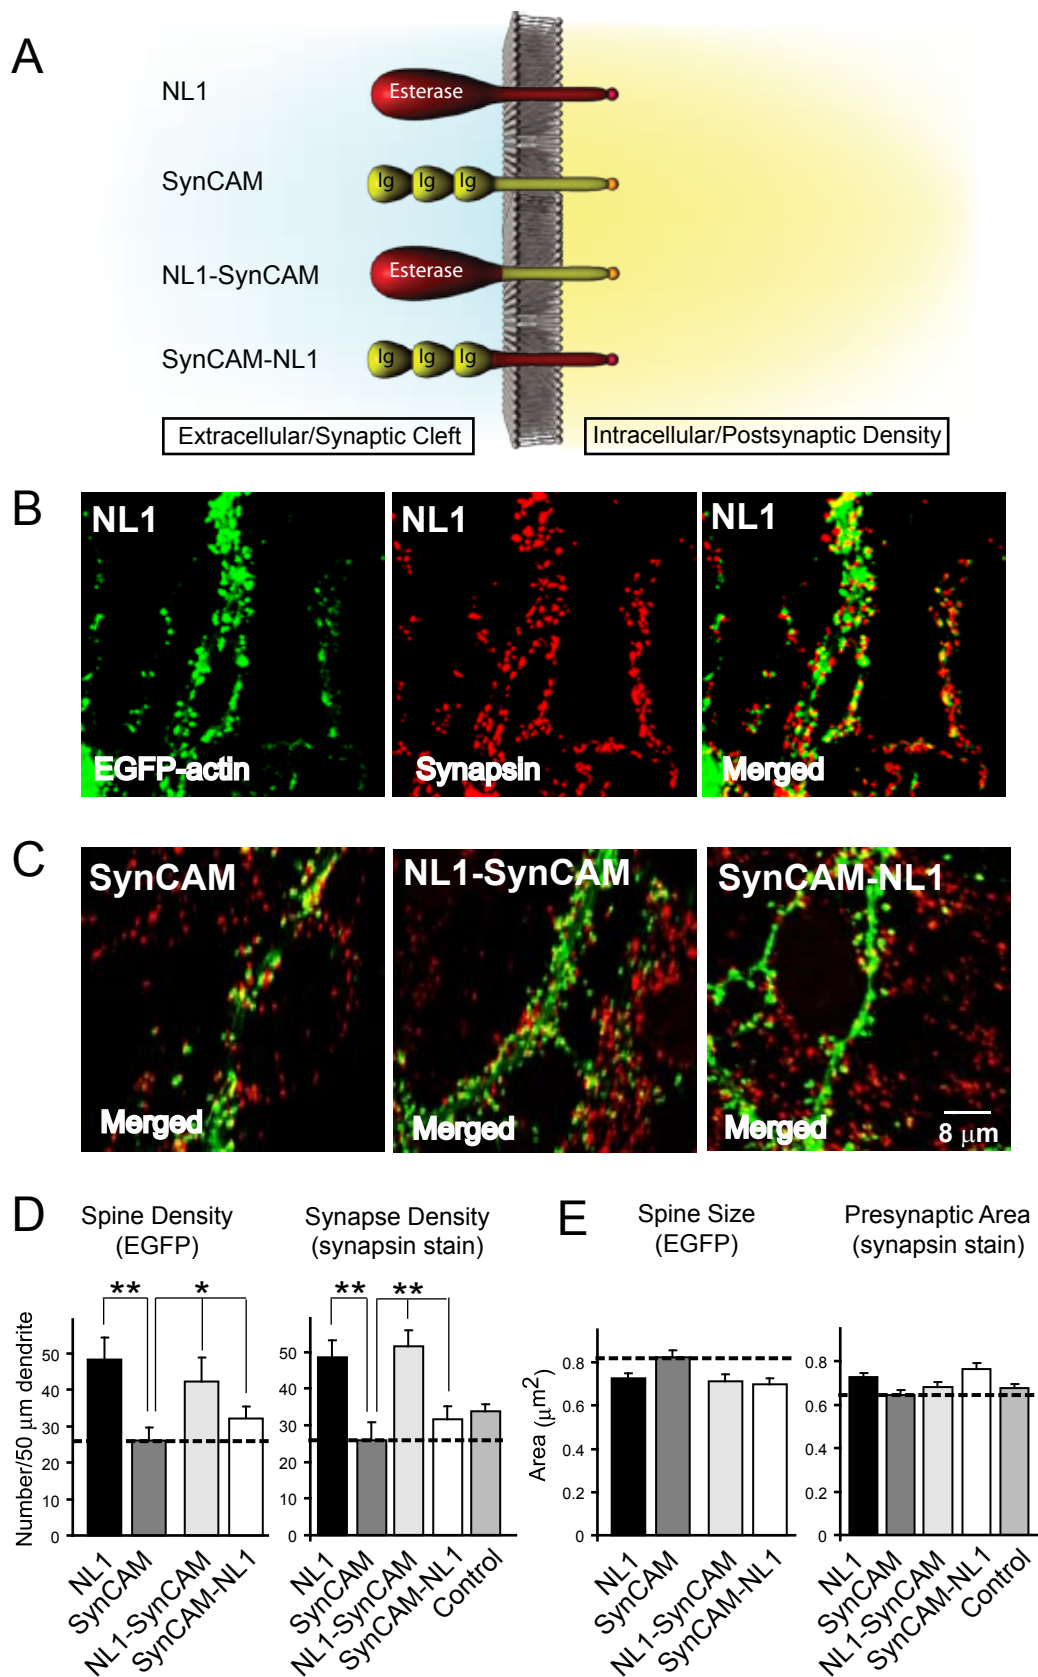 A
NL1
Esterase
SynCAM
Ig Ig Ig
NL1-SynCAM
Esterase
SynCAM-NL1
Ig Ig Ig
Extracellular/Synaptic Cleft
Intracellular/Postsynaptic Density
B
NL1
EGFP-actin
NL1
Synapsin
NL1
Merged
C
SynCAM
Merged
NL1-SynCAM
Merged
SynCAM-NL1
Merged
8 μm
D
Spine Density
(EGFP)
Number/50 μm dendrite
50
40
30
20
10
0
** *
NL1
SynCAM
NL1-SynCAM
SynCAM-NL1
Synapse Density
(synapsin stain)
50
40
30
20
10
0
** **
NL1
SynCAM
NL1-SynCAM
SynCAM-NL1
Control
E
Spine Size
(EGFP)
Area (μm2)
0.8
0.6
0.4
0.2
0
NL1
SynCAM
NL1-SynCAM
SynCAM-NL1
Presynaptic Area
(synapsin stain)
0.8
0.6
0.4
0.2
0
NL1
SynCAM
NL1-SynCAM
SynCAM-NL1
Control